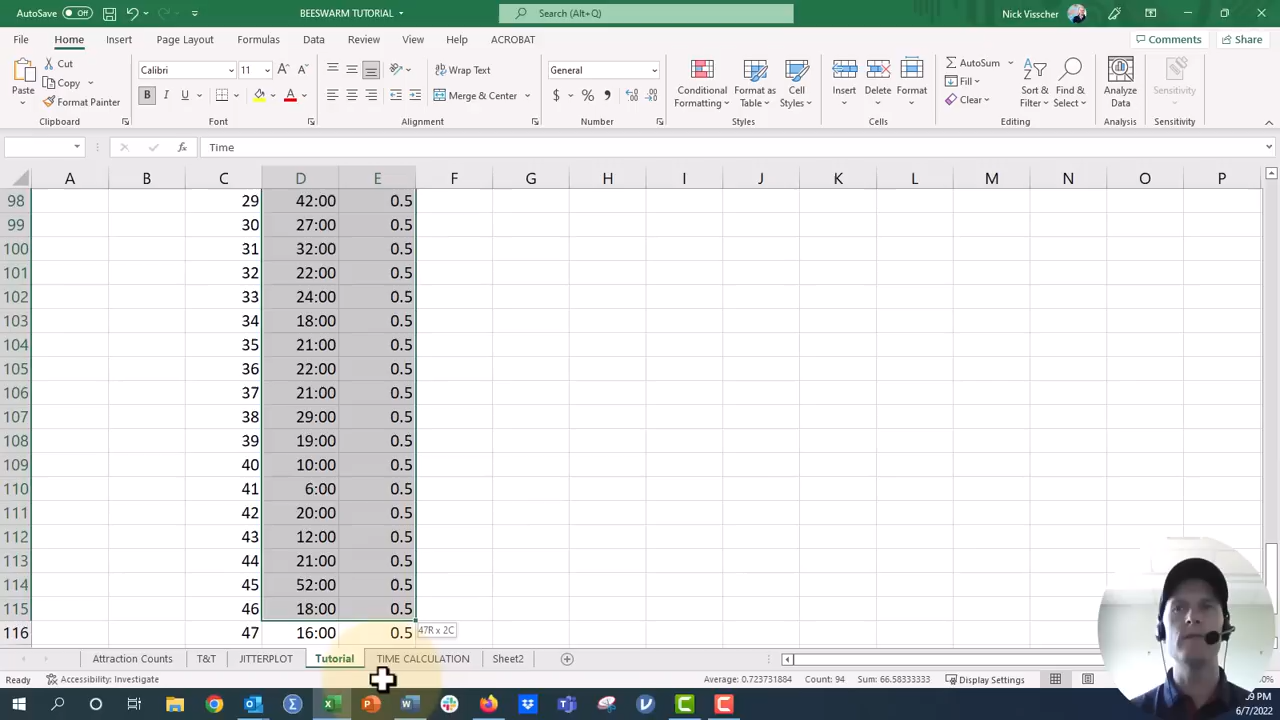 AutoSave Off BEESWARM TUTORIAL Search (Alt+Q) Nick Visscher
File Home Insert Page Layout Formulas Data Review View Help ACROBAT Comments Share
Paste Cut Copy Format Painter Clipboard
Calibri 11 B I U A A A Font
Wrap Text Merge & Center Alignment
General $ % Number
Conditional Formatting Format as Table Cell Styles Styles
Insert Delete Format Cells
AutoSum Fill Clear Sort & Filter Find & Select Editing
Analyze Data Analysis
Sensitivity Sensitivity
fx Time
A B C D E F G H I J K L M N O P
98 29 42:00 0.5
99 30 27:00 0.5
100 31 32:00 0.5
101 32 22:00 0.5
102 33 24:00 0.5
103 34 18:00 0.5
104 35 21:00 0.5
105 36 22:00 0.5
106 37 21:00 0.5
107 38 29:00 0.5
108 39 19:00 0.5
109 40 10:00 0.5
110 41 6:00 0.5
111 42 20:00 0.5
112 43 12:00 0.5
113 44 21:00 0.5
114 45 52:00 0.5
115 46 18:00 0.5
116 47 16:00 0.5 47R x 2C
Attraction Counts T&T JITTERPLOT Tutorial TIME CALCULATION Sheet2
Ready Accessibility: Investigate Average: 0.723731884 Count: 94 Sum: 66.58333333 Display Settings
6/7/2022